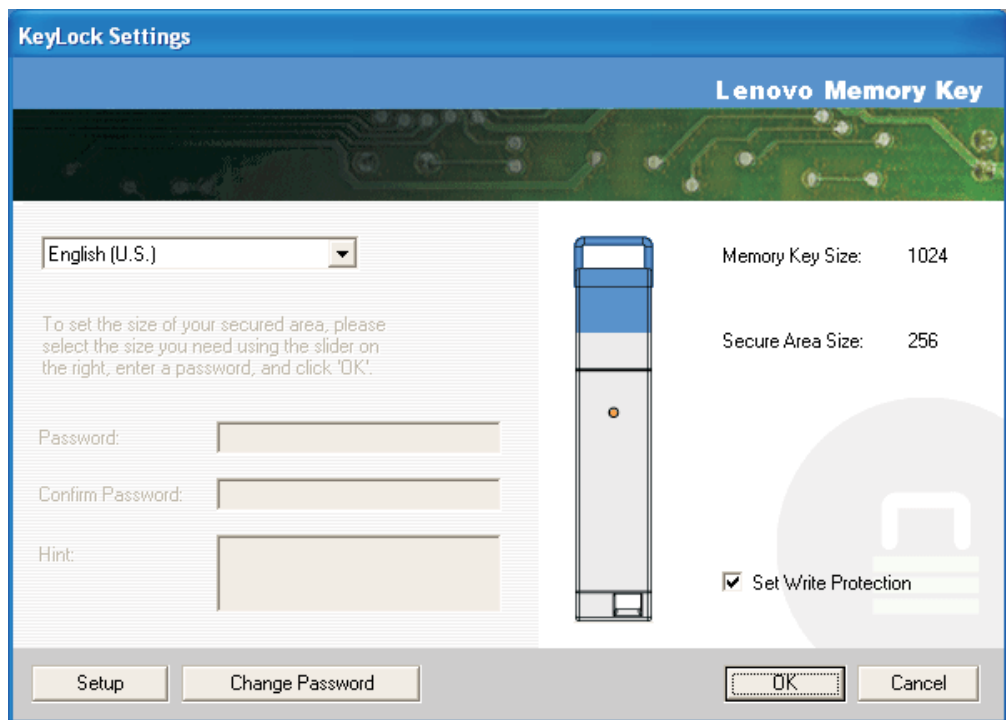 KeyLock Settings
Lenovo Memory Key
English (U.S.)
To set the size of your secured area, please
select the size you need using the slider on
the right, enter a password, and click 'OK'.
Password:
Confirm Password:
Hint:
Memory Key Size: 1024
Secure Area Size: 256
Set Write Protection
Setup
Change Password
OK
Cancel